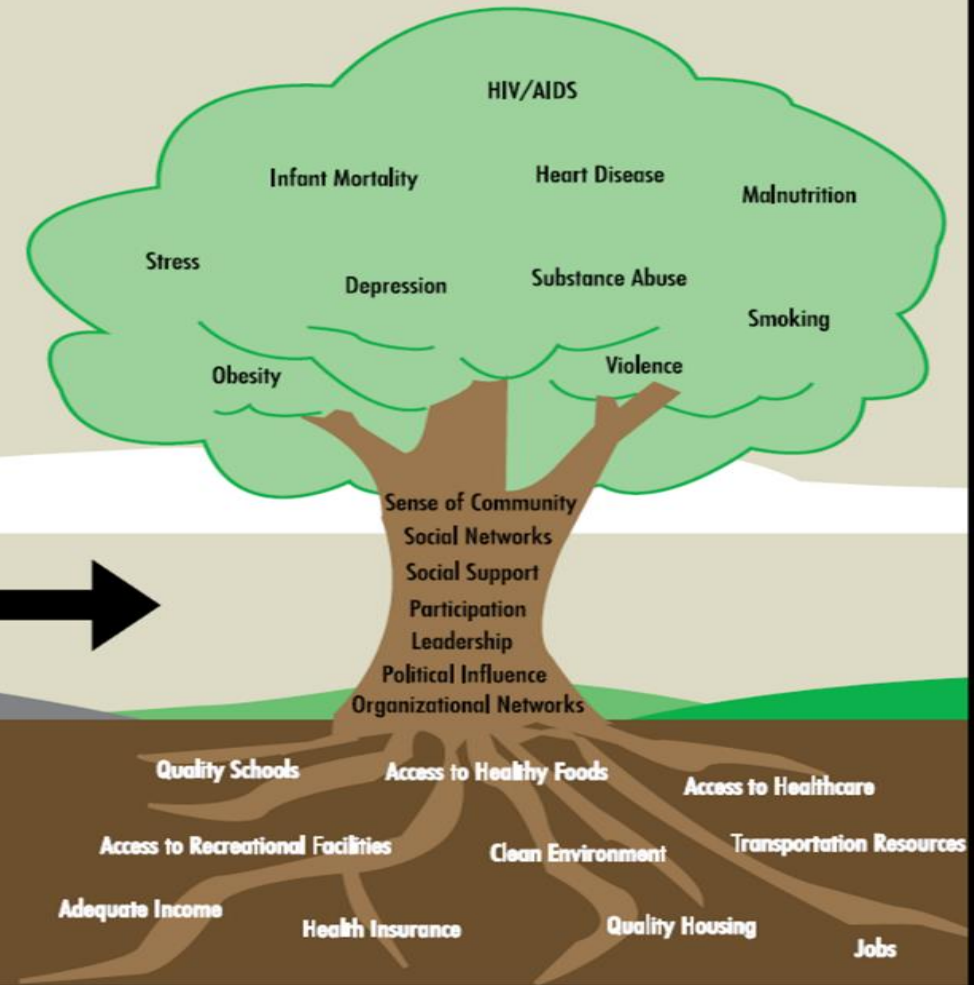 HIV/AIDS
Infant Mortality
Heart Disease
Malnutrition
Stress
Depression
Substance Abuse
Smoking
Obesity
Violence
Sense of Community
Social Networks
Social Support
Participation
Leadership
Political Influence
Organizational Networks
Quality Schools
Access to Healthy Foods
Access to Healthcare
Access to Recreational Facilities
Clean Environment
Transportation Resources
Adequate Income
Health Insurance
Quality Housing
Jobs